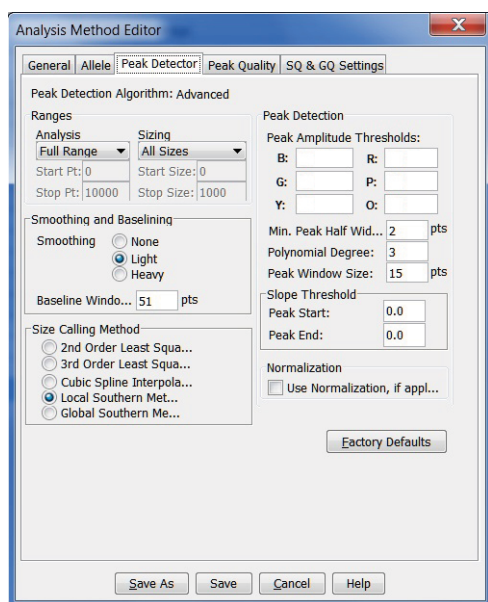 Analysis Method Editor
X
General Allele Peak Detector Peak Quality SQ & GQ Settings
Peak Detection Algorithm: Advanced
Ranges
Analysis Sizing
Full Range All Sizes
Start Pt: 0 Start Size: 0
Stop Pt: 10000 Stop Size: 1000
Smoothing and Baselining
Smoothing None
Light
Heavy
Baseline Windo... 51 pts
Size Calling Method
2nd Order Least Squa...
3rd Order Least Squa...
Cubic Spline Interpola...
Local Southern Met...
Global Southern Me...
Peak Detection
Peak Amplitude Thresholds:
B: R:
G: P:
Y: O:
Min. Peak Half Wid... 2 pts
Polynomial Degree: 3
Peak Window Size: 15 pts
Slope Threshold
Peak Start: 0.0
Peak End: 0.0
Normalization
Use Normalization, if appl...
Factory Defaults
Save As Save Cancel Help